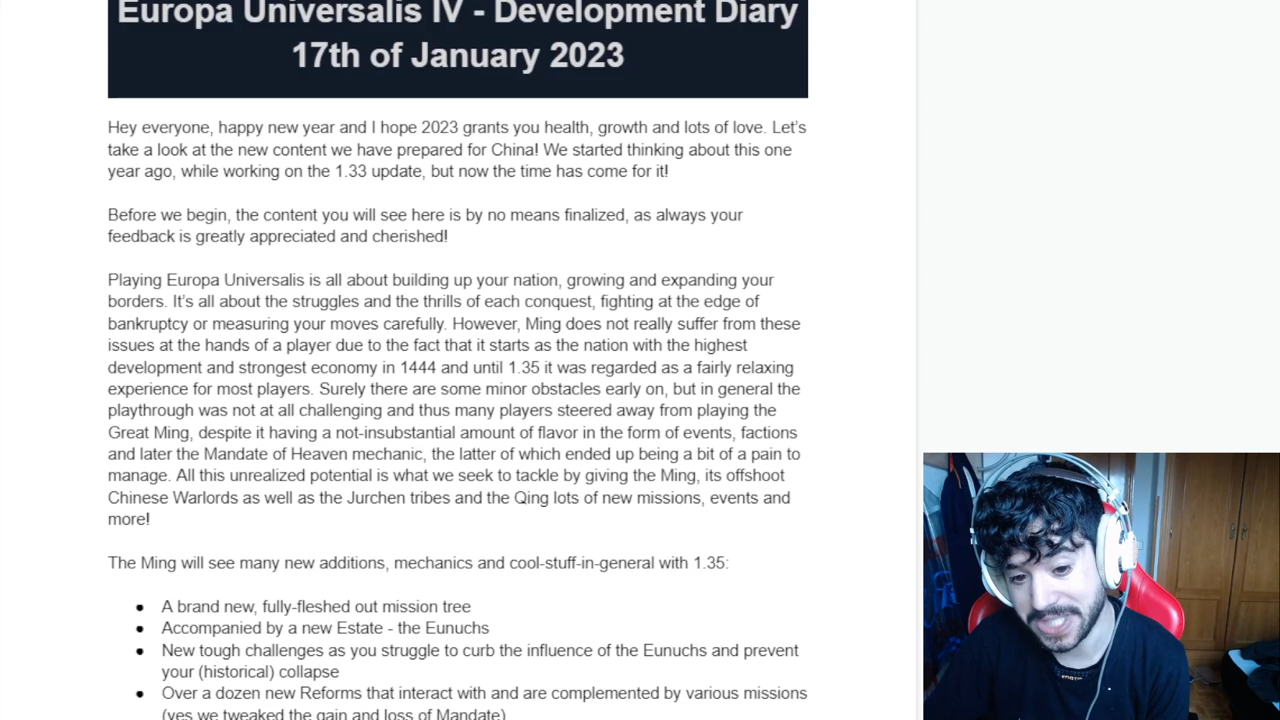 Europa Universalis IV - Development Diary
17th of January 2023
Hey everyone, happy new year and I hope 2023 grants you health, growth and lots of love. Let's
take a look at the new content we have prepared for China! We started thinking about this one
year ago, while working on the 1.33 update, but now the time has come for it!
Before we begin, the content you will see here is by no means finalized, as always your
feedback is greatly appreciated and cherished!
Playing Europa Universalis is all about building up your nation, growing and expanding your
borders. It's all about the struggles and the thrills of each conquest, fighting at the edge of
bankruptcy or measuring your moves carefully. However, Ming does not really suffer from these
issues at the hands of a player due to the fact that it starts as the nation with the highest
development and strongest economy in 1444 and until 1.35 it was regarded as a fairly relaxing
experience for most players. Surely there are some minor obstacles early on, but in general the
playthrough was not at all challenging and thus many players steered away from playing the
Great Ming, despite it having a not-insubstantial amount of flavor in the form of events, factions
and later the Mandate of Heaven mechanic, the latter of which ended up being a bit of a pain to
manage. All this unrealized potential is what we seek to tackle by giving the Ming, its offshoot
Chinese Warlords as well as the Jurchen tribes and the Qing lots of new missions, events and
more!
The Ming will see many new additions, mechanics and cool-stuff-in-general with 1.35:
● A brand new, fully-fleshed out mission tree
● Accompanied by a new Estate - the Eunuchs
● New tough challenges as you struggle to curb the influence of the Eunuchs and prevent
your (historical) collapse
● Over a dozen new Reforms that interact with and are complemented by various missions
(yes we tweaked the gain and loss of Mandate)